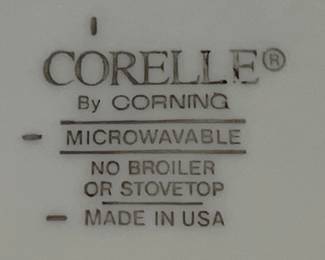 CORELLE®
By CORNING
MICROWAVABLE
NO BROILER
OR STOVETOP
MADE IN USA